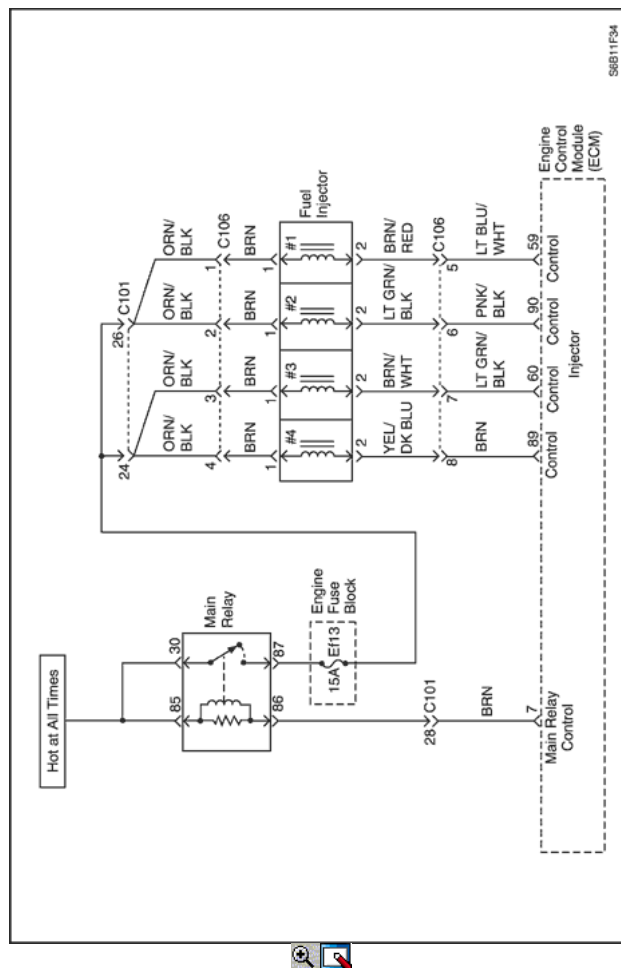 Hot at All Times
85
30
Main
Relay
86
87
Engine
Fuse
Block
15A
Ef13
28
C101
BRN
7
Main Relay
Control
24
26
C101
ORN/
BLK
ORN/
BLK
ORN/
BLK
ORN/
BLK
4
3
2
1
C106
BRN
BRN
BRN
BRN
1
1
1
1
#4
#3
#2
#1
Fuel
Injector
2
2
2
2
YEL/
DK BLU
BRN/
WHT
LT GRN/
BLK
BRN/
RED
8
7
6
5
C106
BRN
LT GRN/
BLK
PNK/
BLK
LT BLU/
WHT
89
60
90
59
Control
Control
Control
Control
Injector
Engine
Control
Module
(ECM)
S6B11F34